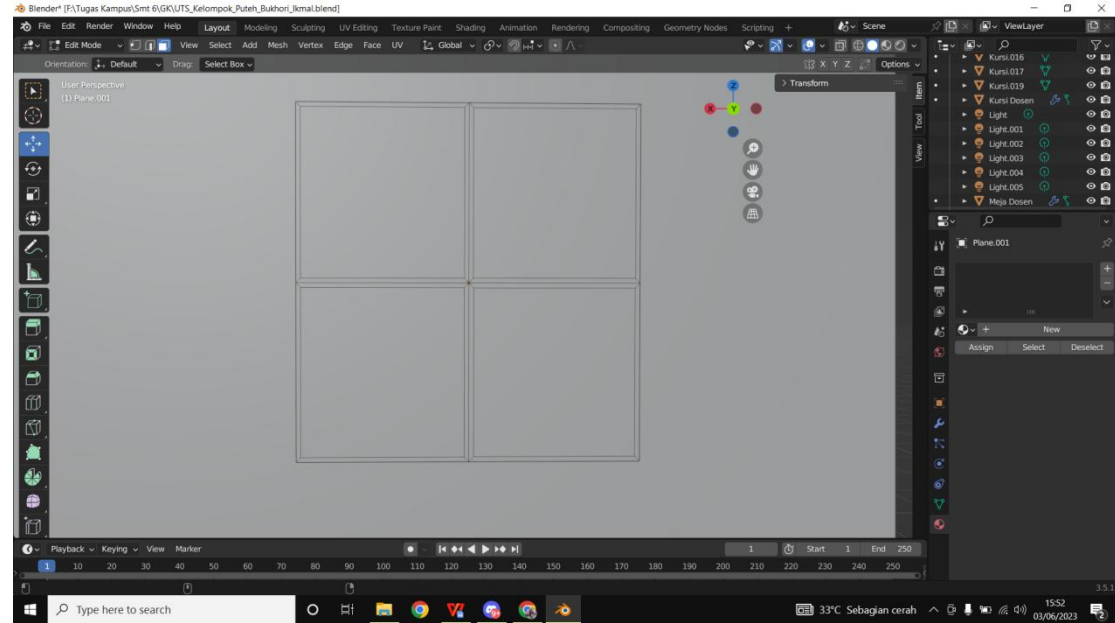 Blender* [F:\Tugas Kampus\Smt 6\GK\UTS_Kelompok_Puteh_Bukhori_Ikmal.blend]
File Edit Render Window Help Layout Modeling Sculpting UV Editing Texture Paint Shading Animation Rendering Compositing Geometry Nodes Scripting + Scene ViewLayer
Edit Mode View Select Add Mesh Vertex Edge Face UV Global
Orientation: Default Drag: Select Box X Y Z Options
User Perspective
(1) Plane.001
Z
X Y
Transform
Item
Tool
View
Kursi.016
Kursi.017
Kursi.019
Kursi Dosen
Light
Light.001
Light.002
Light.003
Light.004
Light.005
Meja Dosen
Plane.001
New
Assign Select Deselect
Playback Keying View Marker 1 Start 1 End 250
1 10 20 30 40 50 60 70 80 90 100 110 120 130 140 150 160 170 180 190 200 210 220 230 240 250
3.5.1
Type here to search 33°C Sebagian cerah 15:52
03/06/2023 2